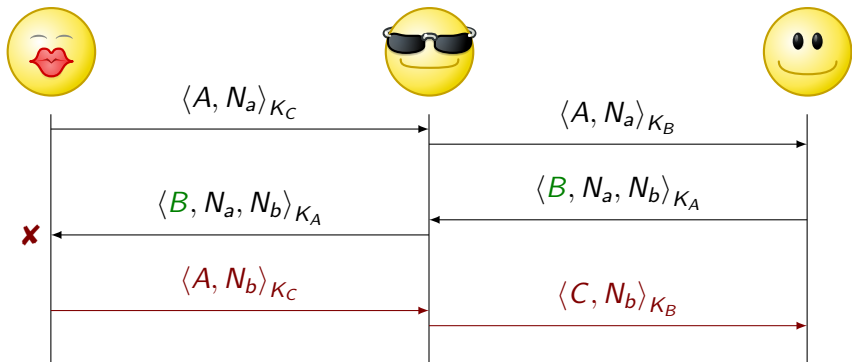 ⟨A, N_a⟩_{K_C}
⟨A, N_a⟩_{K_B}
⟨B, N_a, N_b⟩_{K_A}
⟨B, N_a, N_b⟩_{K_A}
✘
⟨A, N_b⟩_{K_C}
⟨C, N_b⟩_{K_B}